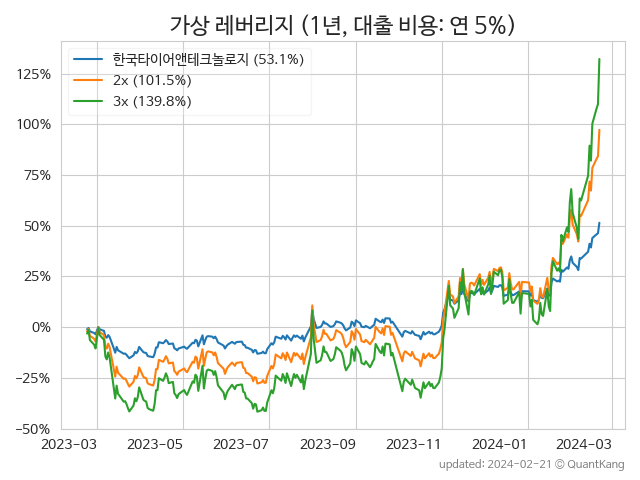 가상 레버리지 (1년, 대출 비용: 연 5%)
한국타이어앤테크놀로지 (53.1%)
2x (101.5%)
3x (139.8%)
125%
100%
75%
50%
25%
0%
−25%
−50%
2023-03 2023-05 2023-07 2023-09 2023-11 2024-01 2024-03
updated: 2024-02-21 © QuantKang